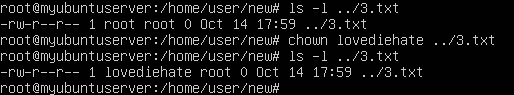 root@myubuntuserver:/home/user/new# ls -l ../3.txt
-rw-r--r-- 1 root root 0 Oct 14 17:59 ../3.txt
root@myubuntuserver:/home/user/new# chown lovediehate ../3.txt
root@myubuntuserver:/home/user/new# ls -l ../3.txt
-rw-r--r-- 1 lovediehate root 0 Oct 14 17:59 ../3.txt
root@myubuntuserver:/home/user/new#